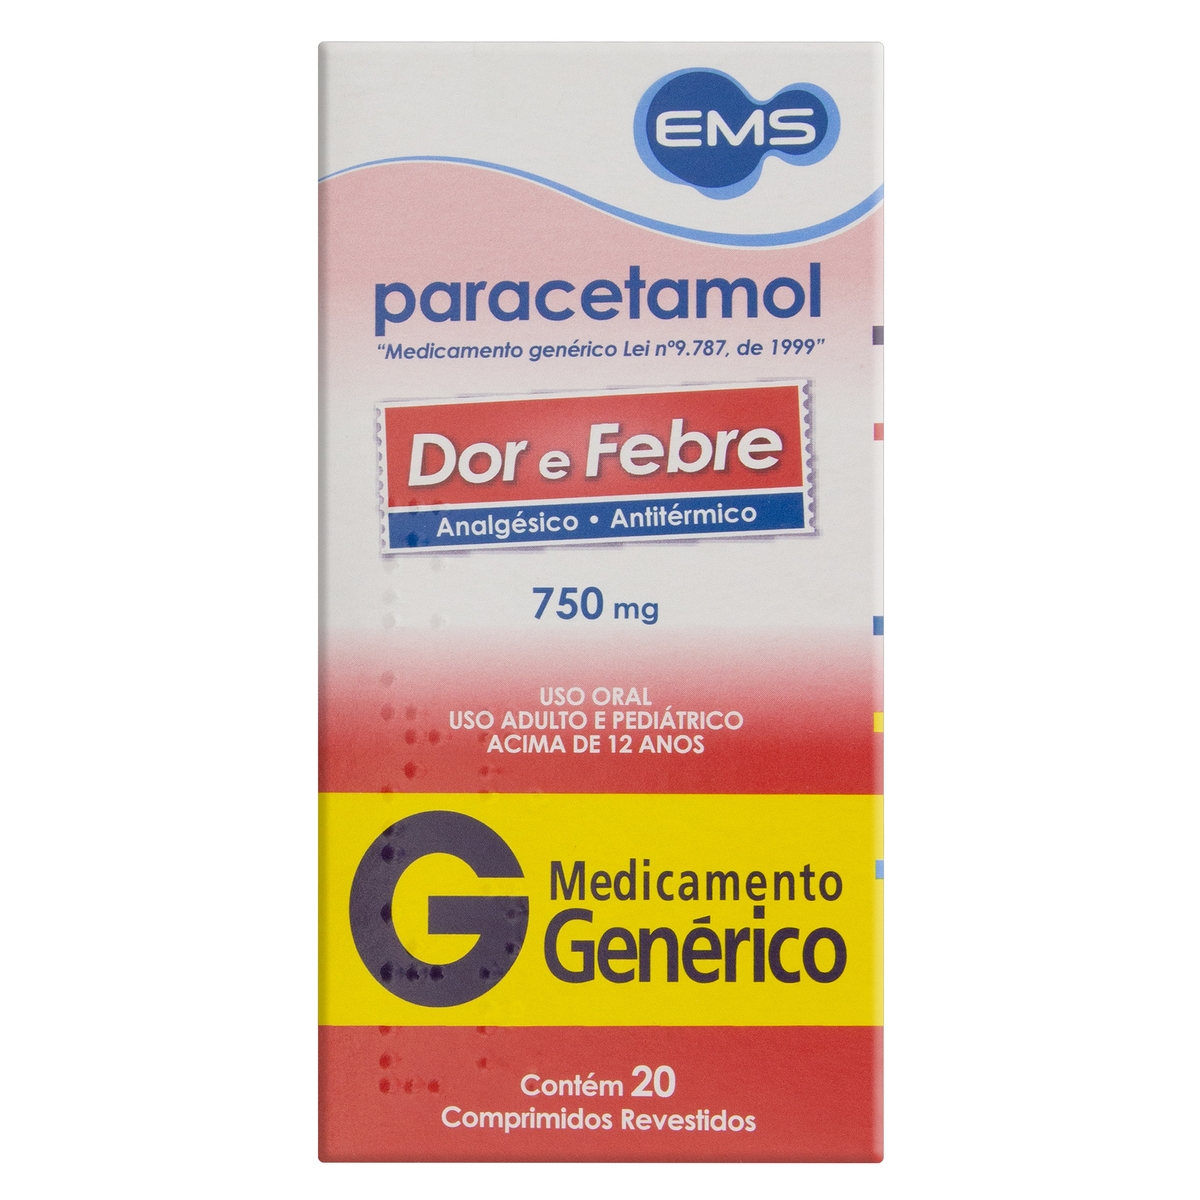 EMS
paracetamol
“Medicamento genérico Lei nº9.787, de 1999”
Dor e Febre
Analgésico • Antitérmico
750 mg
USO ORAL
USO ADULTO E PEDIÁTRICO
ACIMA DE 12 ANOS
G
Medicamento
Genérico
Contém 20
Comprimidos Revestidos